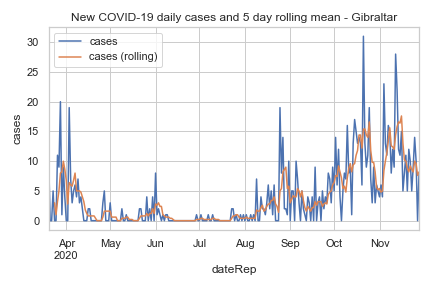 New COVID-19 daily cases and 5 day rolling mean - Gibraltar
cases
cases (rolling)
30
25
20
15
10
5
0
cases
Apr
2020
May
Jun
Jul
Aug
Sep
Oct
Nov
dateRep